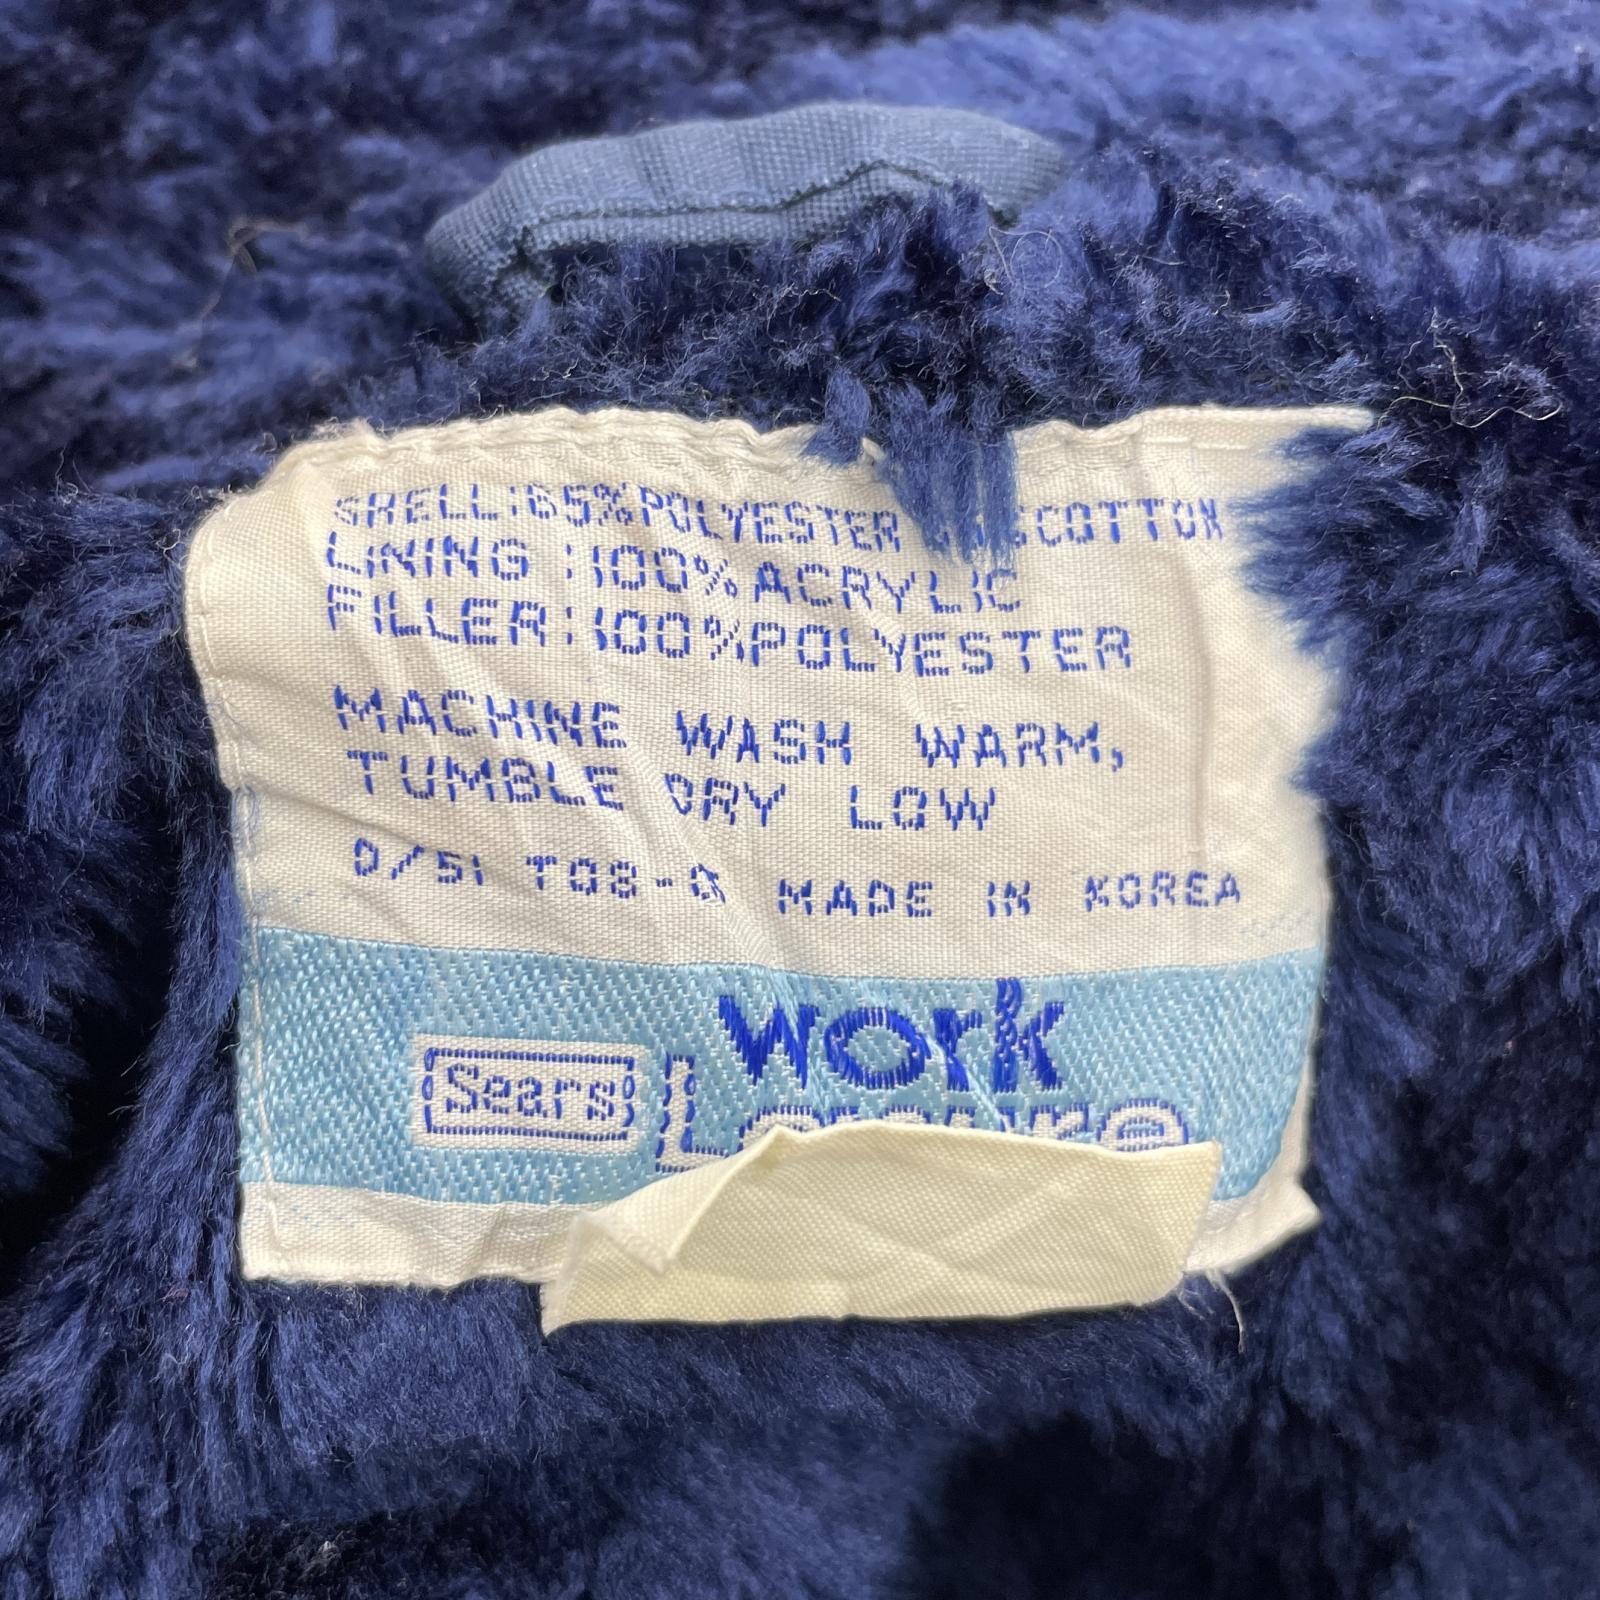 SHELL:65%POLYESTER COTTON
LINING:100%ACRYLIC
FILLER:100%POLYESTER
MACHINE WASH WARM,
TUMBLE DRY LOW
MADE IN KOREA
work
Sears